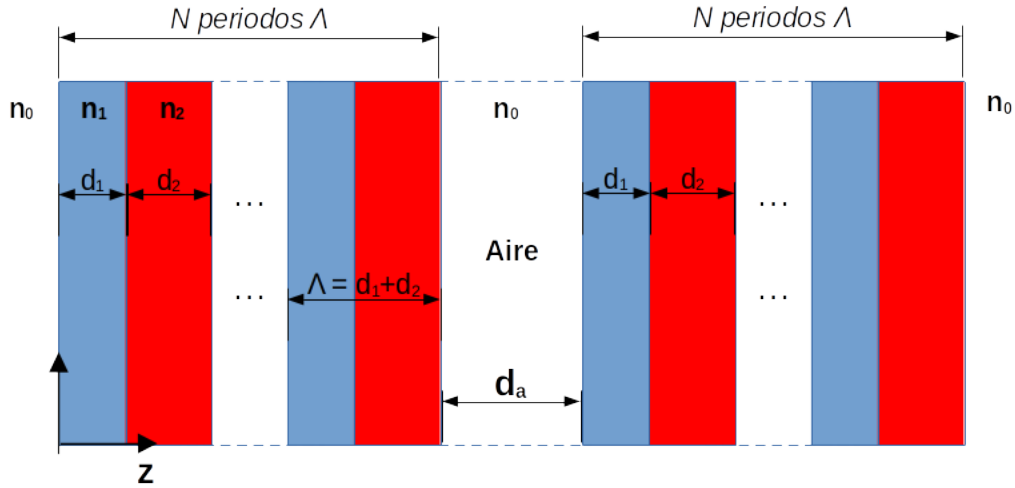 N periodos Λ
N periodos Λ
n₀
n₁
n₂
n₀
n₀
d₁
d₂
...
d₁
d₂
...
Aire
...
Λ = d₁+d₂
...
dₐ
z